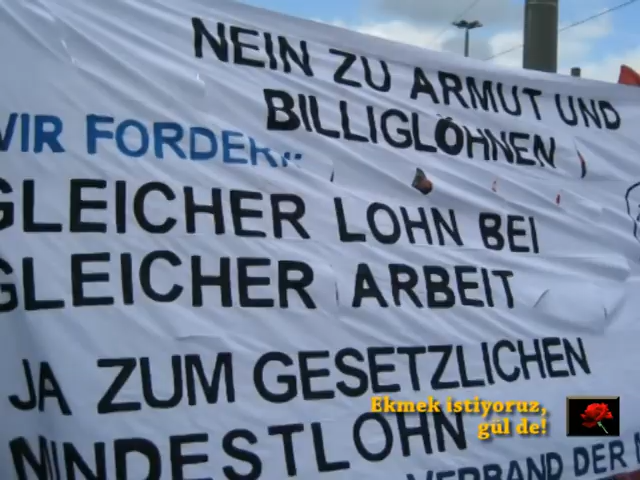 NEIN ZU ARMUT UND
BILLIGLÖHNEN
WIR FORDERN
GLEICHER LOHN BEI
GLEICHER ARBEIT
JA ZUM GESETZLICHEN
MINDESTLOHN
VERBAND DER
Ekmek istiyoruz,
gül de!